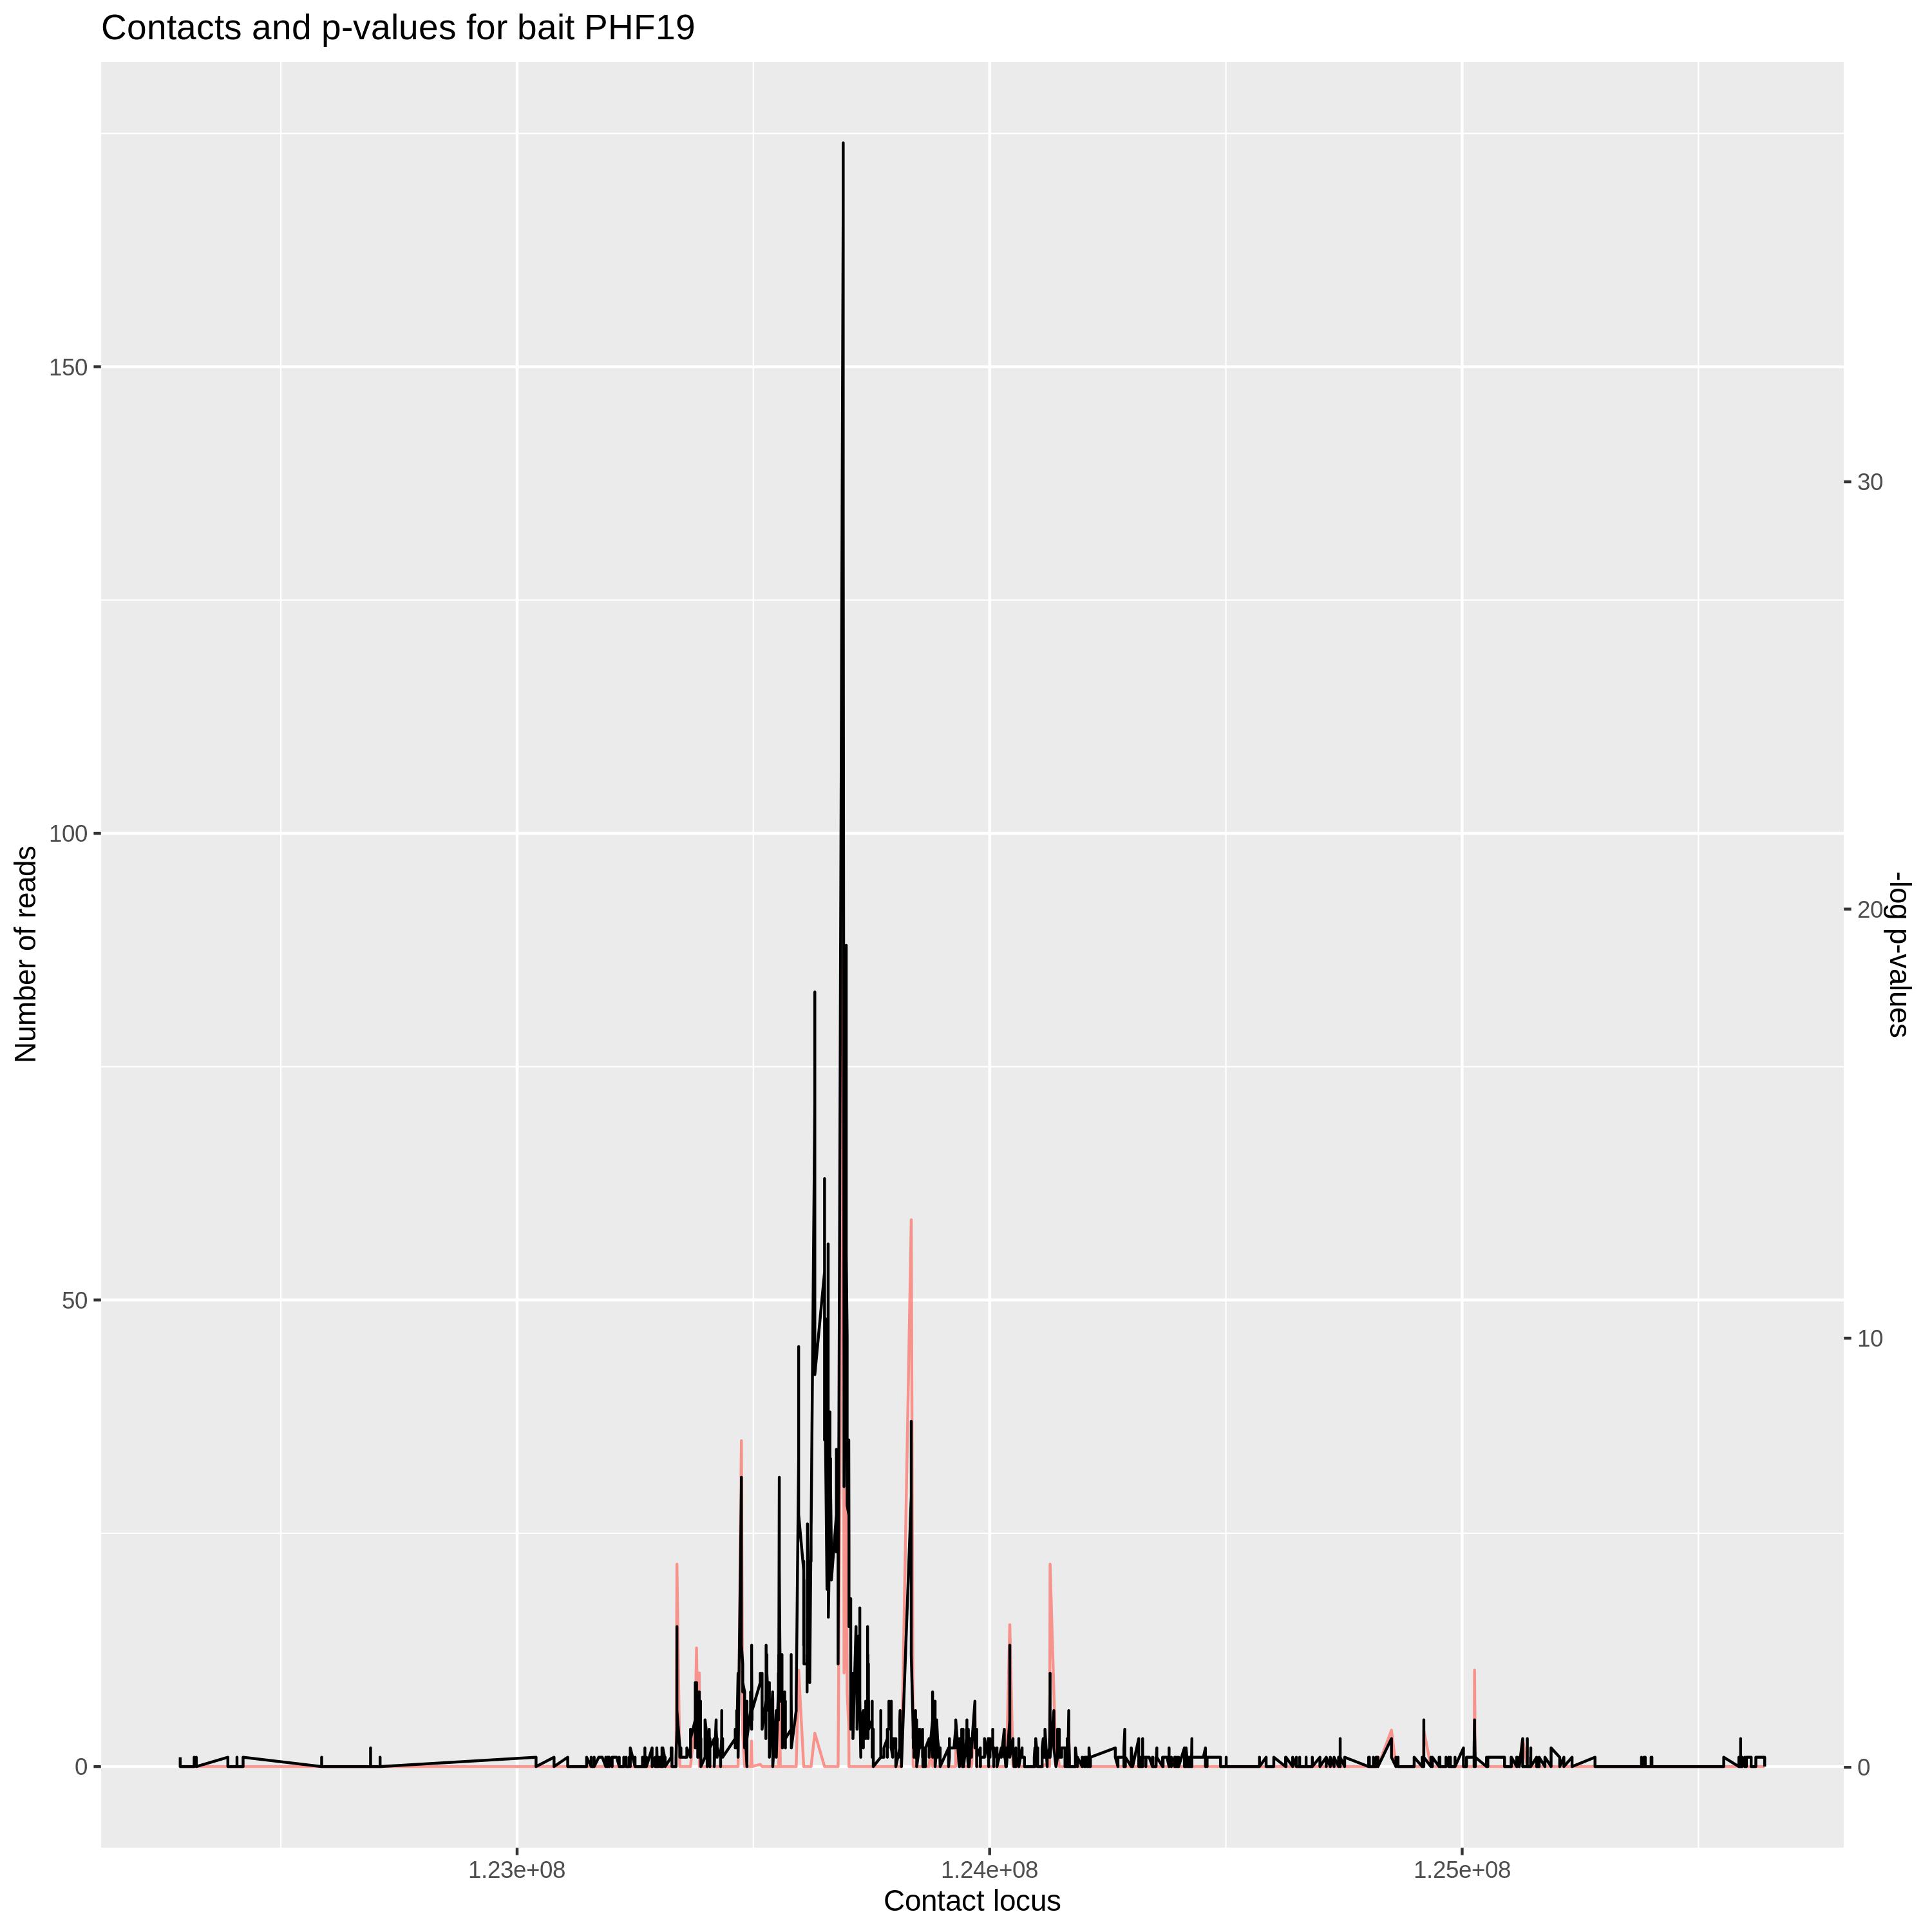 Contacts and p-values for bait PHF19
150
100
50
0
Number of reads
30
20
10
0
-log p-values
1.23e+08
1.24e+08
1.25e+08
Contact locus